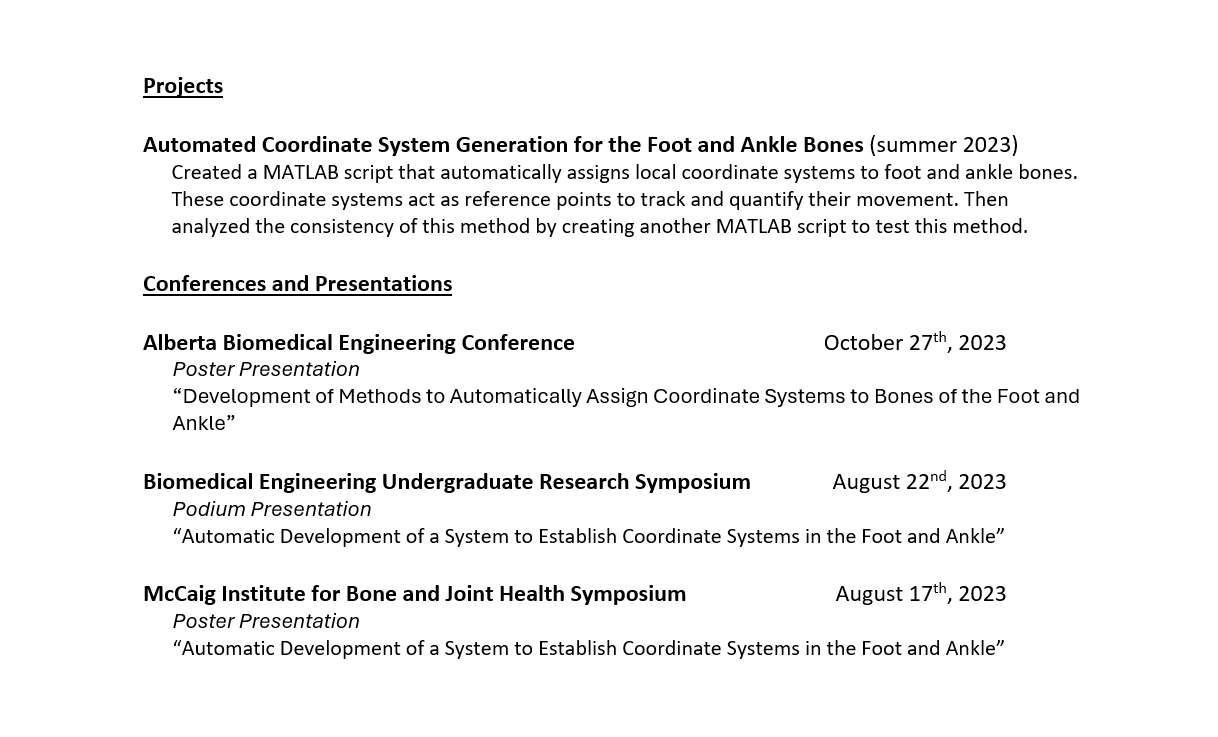 Projects
Automated Coordinate System Generation for the Foot and Ankle Bones (summer 2023)
Created a MATLAB script that automatically assigns local coordinate systems to foot and ankle bones.
These coordinate systems act as reference points to track and quantify their movement. Then
analyzed the consistency of this method by creating another MATLAB script to test this method.
Conferences and Presentations
Alberta Biomedical Engineering Conference October 27th, 2023
Poster Presentation
“Development of Methods to Automatically Assign Coordinate Systems to Bones of the Foot and
Ankle”
Biomedical Engineering Undergraduate Research Symposium August 22nd, 2023
Podium Presentation
“Automatic Development of a System to Establish Coordinate Systems in the Foot and Ankle”
McCaig Institute for Bone and Joint Health Symposium August 17th, 2023
Poster Presentation
“Automatic Development of a System to Establish Coordinate Systems in the Foot and Ankle”